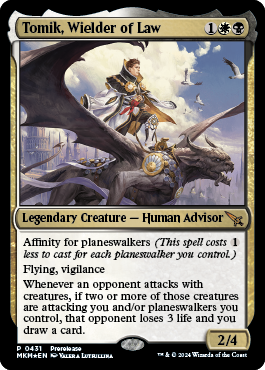 Tomik, Wielder of Law 1
Legendary Creature — Human Advisor
Affinity for planeswalkers (This spell costs 1
less to cast for each planeswalker you control.)
Flying, vigilance
Whenever an opponent attacks with
creatures, if two or more of those creatures
are attacking you and/or planeswalkers you
control, that opponent loses 3 life and you
draw a card.
2/4
P 0431 Prerelease
MKM★EN Valera Lutfullina ™ & © 2024 Wizards of the Coast